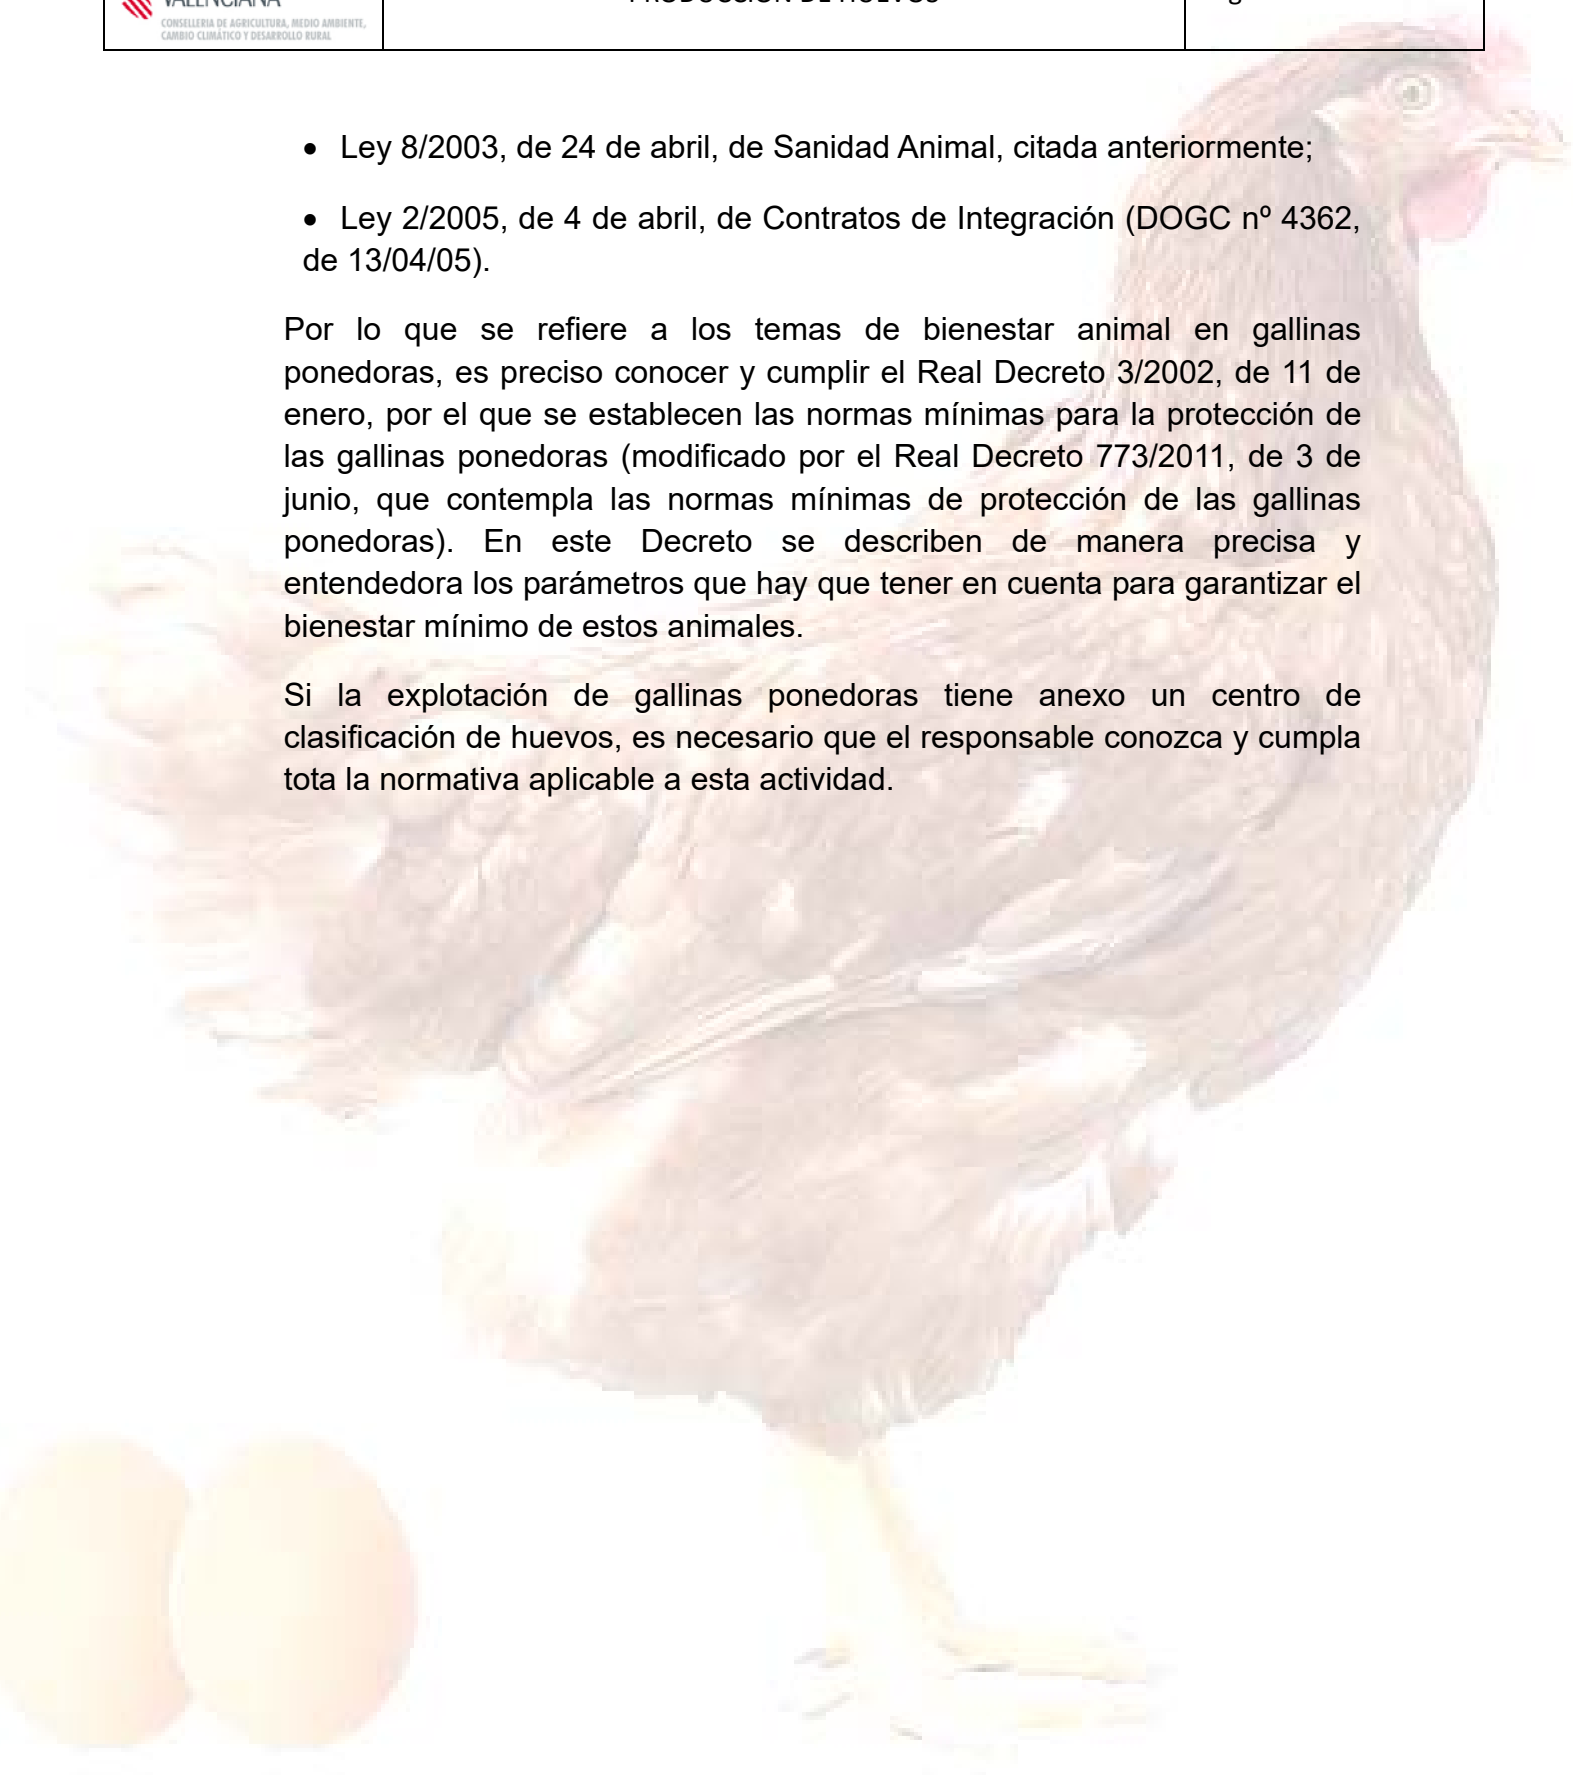 CONSELLERIA DE AGRICULTURA, MEDIO AMBIENTE,
CAMBIO CLIMÁTICO Y DESARROLLO RURAL
• Ley 8/2003, de 24 de abril, de Sanidad Animal, citada anteriormente;
• Ley 2/2005, de 4 de abril, de Contratos de Integración (DOGC nº 4362,
de 13/04/05).
Por lo que se refiere a los temas de bienestar animal en gallinas
ponedoras, es preciso conocer y cumplir el Real Decreto 3/2002, de 11 de
enero, por el que se establecen las normas mínimas para la protección de
las gallinas ponedoras (modificado por el Real Decreto 773/2011, de 3 de
junio, que contempla las normas mínimas de protección de las gallinas
ponedoras). En este Decreto se describen de manera precisa y
entendedora los parámetros que hay que tener en cuenta para garantizar el
bienestar mínimo de estos animales.
Si la explotación de gallinas ponedoras tiene anexo un centro de
clasificación de huevos, es necesario que el responsable conozca y cumpla
tota la normativa aplicable a esta actividad.